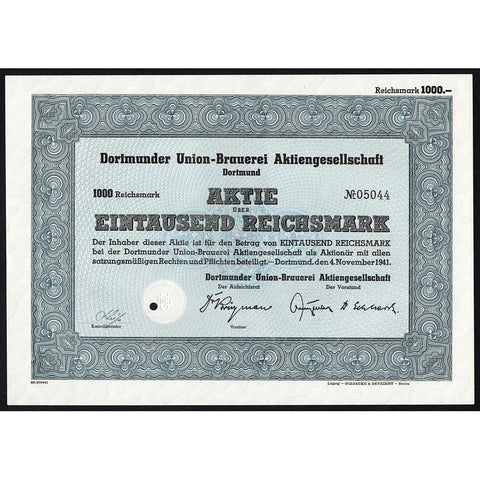 Reichsmark 1000.—
Dortmunder Union-Brauerei Aktiengesellschaft
Dortmund
1000 Reichsmark
AKTIE
№ 05044
ÜBER
EINTAUSEND REICHSMARK
Der Inhaber dieser Aktie ist für den Betrag von EINTAUSEND REICHSMARK
bei der Dortmunder Union-Brauerei Aktiengesellschaft als Aktionär mit allen
satzungsmäßigen Rechten und Pflichten beteiligt.—Dortmund, den 4. November 1941.
Dortmunder Union-Brauerei Aktiengesellschaft
Der Aufsichtsrat Der Vorstand
Kontrollbeamter
Leipzig — GIESECKE & DEVRIENT — Berlin